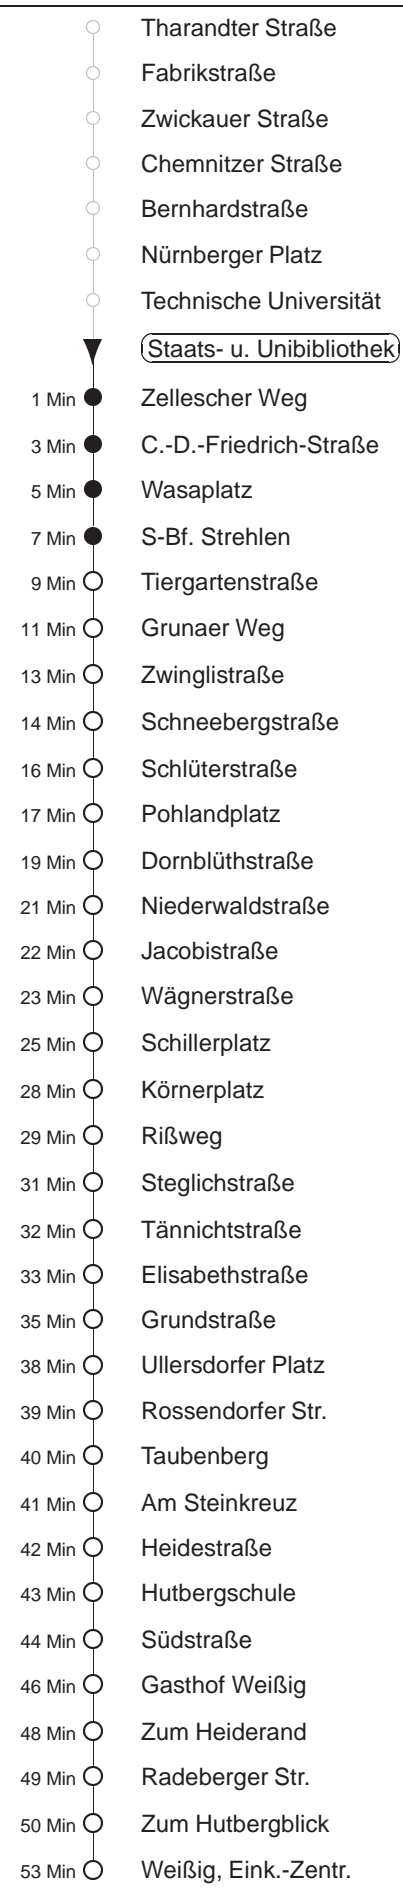 Tharandter Straße
Fabrikstraße
Zwickauer Straße
Chemnitzer Straße
Bernhardstraße
Nürnberger Platz
Technische Universität
Staats- u. Unibibliothek
1 Min Zellescher Weg
3 Min C.-D.-Friedrich-Straße
5 Min Wasaplatz
7 Min S-Bf. Strehlen
9 Min Tiergartenstraße
11 Min Grunaer Weg
13 Min Zwinglistraße
14 Min Schneebergstraße
16 Min Schlüterstraße
17 Min Pohlandplatz
19 Min Dornblüthstraße
21 Min Niederwaldstraße
22 Min Jacobistraße
23 Min Wägnerstraße
25 Min Schillerplatz
28 Min Körnerplatz
29 Min Rißweg
31 Min Steglichstraße
32 Min Tännichtstraße
33 Min Elisabethstraße
35 Min Grundstraße
38 Min Ullersdorfer Platz
39 Min Rossendorfer Str.
40 Min Taubenberg
41 Min Am Steinkreuz
42 Min Heidestraße
43 Min Hutbergschule
44 Min Südstraße
46 Min Gasthof Weißig
48 Min Zum Heiderand
49 Min Radeberger Str.
50 Min Zum Hutbergblick
53 Min Weißig, Eink.-Zentr.